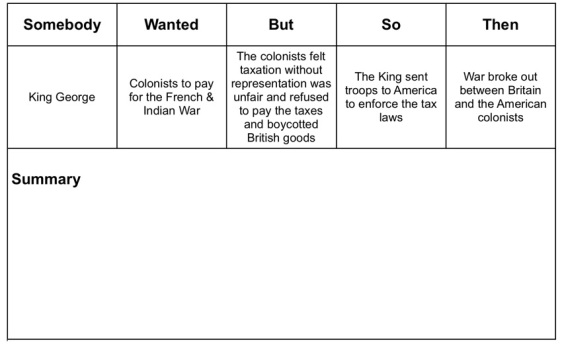 Somebody
Wanted
But
So
Then
King George
Colonists to pay
for the French &
Indian War
The colonists felt
taxation without
representation was
unfair and refused
to pay the taxes
and boycotted
British goods
The King sent
troops to America
to enforce the tax
laws
War broke out
between Britain
and the American
colonists
Summary